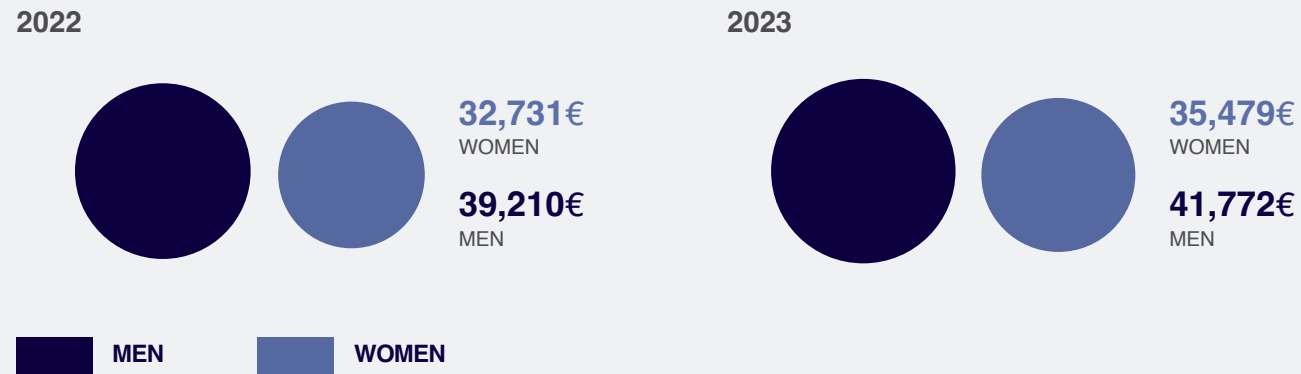 2022
32,731€
WOMEN
39,210€
MEN
2023
35,479€
WOMEN
41,772€
MEN
MEN
WOMEN